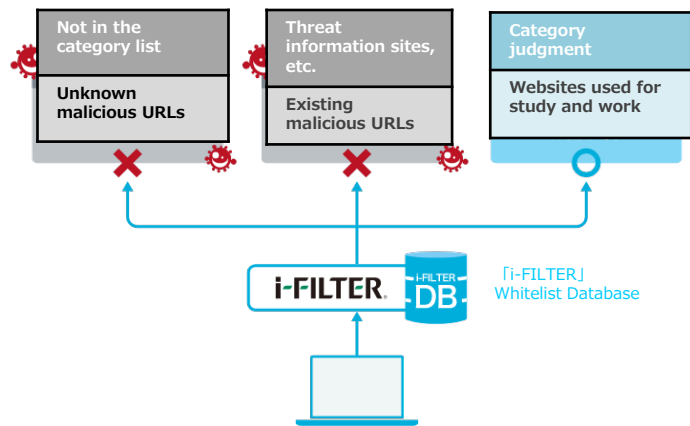 Not in the
category list
Unknown
malicious URLs
Threat
information sites,
etc.
Existing
malicious URLs
Category
judgment
Websites used for
study and work
i-FILTER®
i-FILTER
DB
「i-FILTER」
Whitelist Database